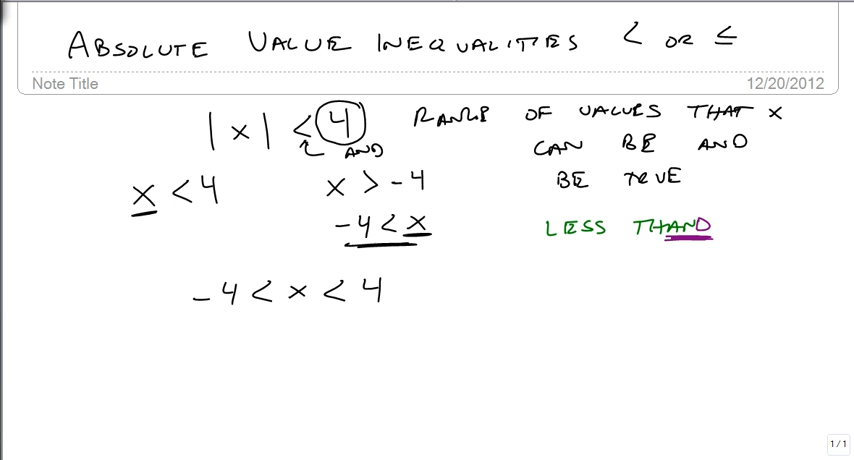 ABSOLUTE VALUE INEQUALITIES < OR ≤
Note Title 12/20/2012
|x| < 4 RANGE OF VALUES THAT x
AND CAN BE AND
x < 4 x > -4 BE TRUE
-4 < x LESS THAND
-4 < x < 4
1 / 1